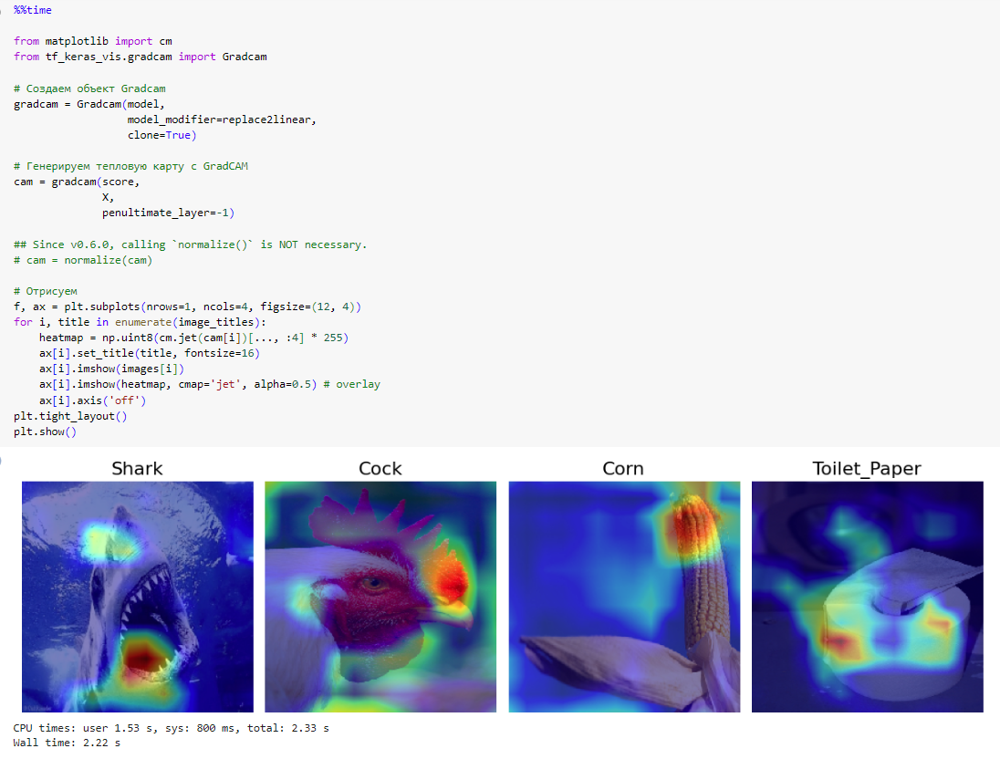 %%time
from matplotlib import cm
from tf_keras_vis.gradcam import Gradcam
# Создаем объект Gradcam
gradcam = Gradcam(model,
model_modifier=replace2linear,
clone=True)
# Генерируем тепловую карту с GradCAM
cam = gradcam(score,
X,
penultimate_layer=-1)
## Since v0.6.0, calling `normalize()` is NOT necessary.
# cam = normalize(cam)
# Отрисуем
f, ax = plt.subplots(nrows=1, ncols=4, figsize=(12, 4))
for i, title in enumerate(image_titles):
heatmap = np.uint8(cm.jet(cam[i])[..., :4] * 255)
ax[i].set_title(title, fontsize=16)
ax[i].imshow(images[i])
ax[i].imshow(heatmap, cmap='jet', alpha=0.5) # overlay
ax[i].axis('off')
plt.tight_layout()
plt.show()
Shark Cock Corn Toilet_Paper
CPU times: user 1.53 s, sys: 800 ms, total: 2.33 s
Wall time: 2.22 s